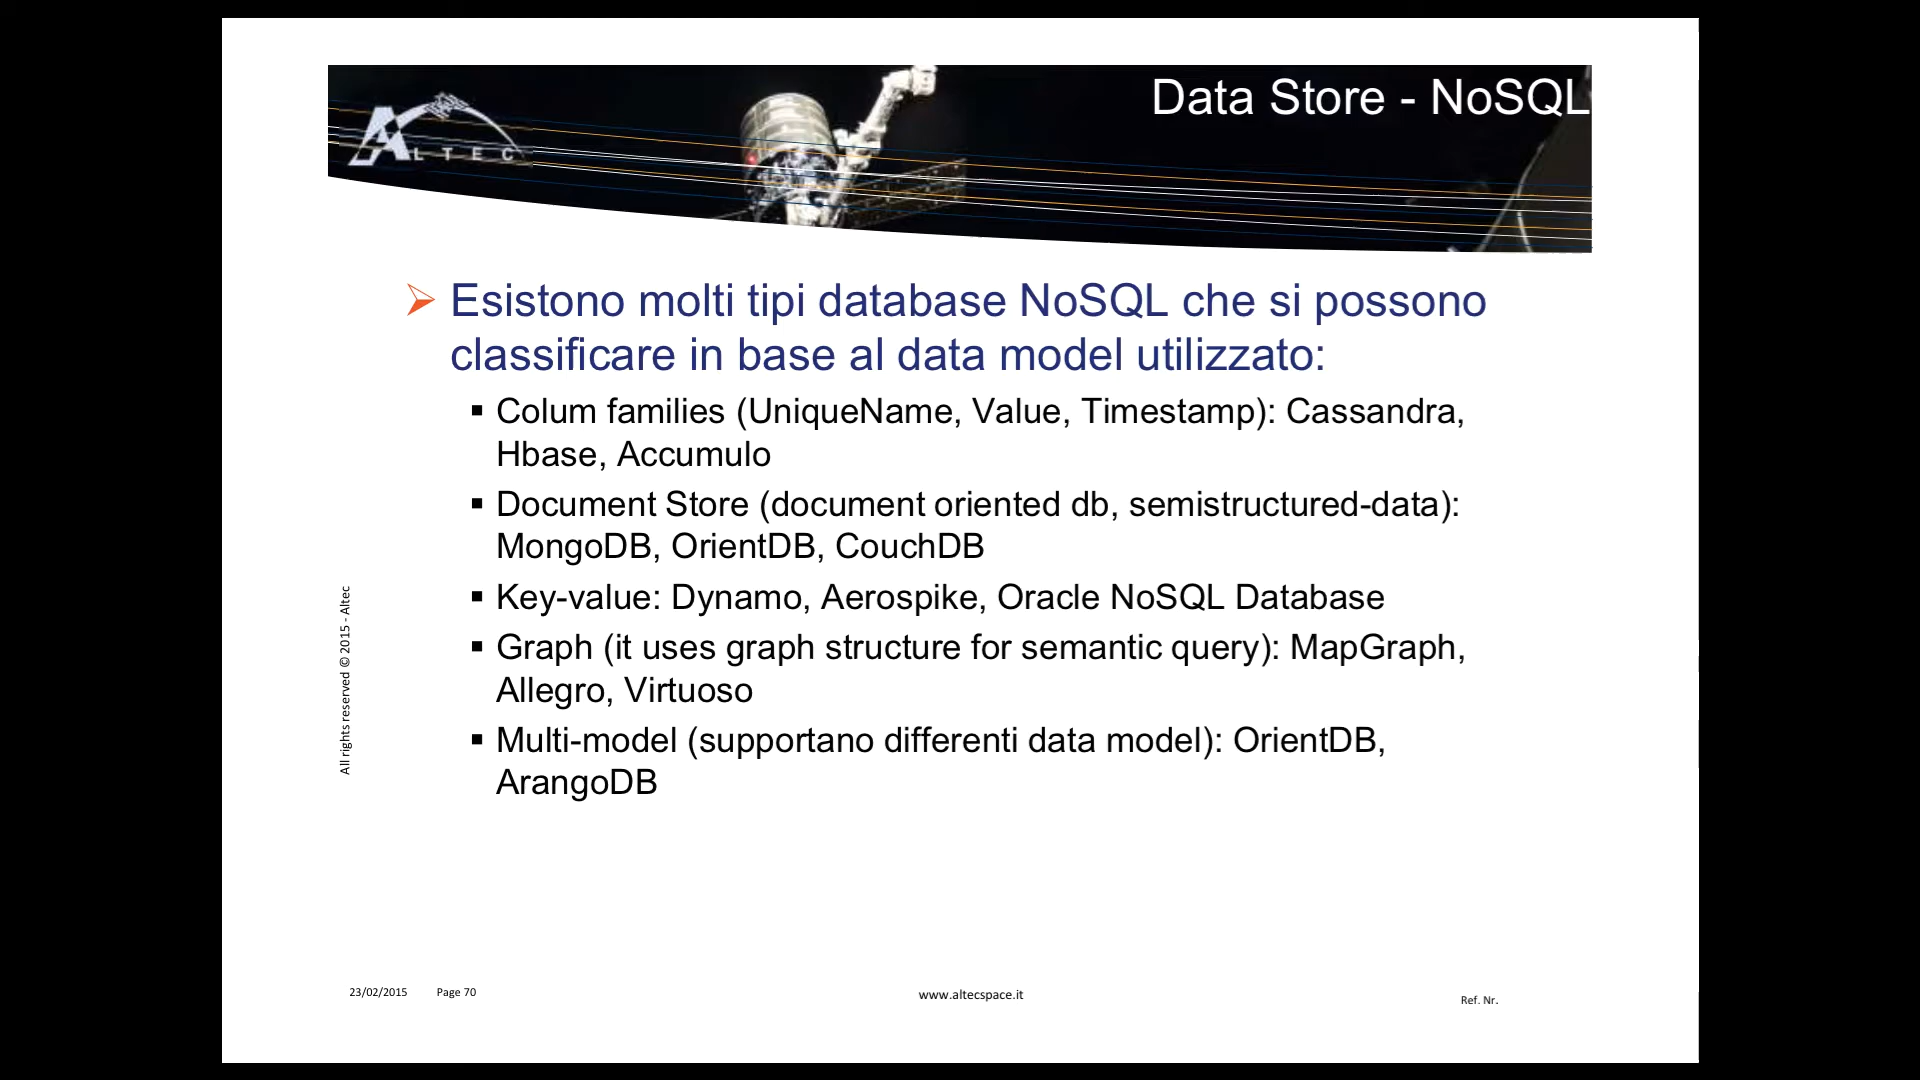 Data Store - NoSQL
ALTEC
Esistono molti tipi database NoSQL che si possono
classificare in base al data model utilizzato:
Colum families (UniqueName, Value, Timestamp): Cassandra,
Hbase, Accumulo
Document Store (document oriented db, semistructured-data):
MongoDB, OrientDB, CouchDB
Key-value: Dynamo, Aerospike, Oracle NoSQL Database
Graph (it uses graph structure for semantic query): MapGraph,
Allegro, Virtuoso
Multi-model (supportano differenti data model): OrientDB,
ArangoDB
All rights reserved © 2015 - Altec
23/02/2015 Page 70
www.altecspace.it
Ref. Nr.